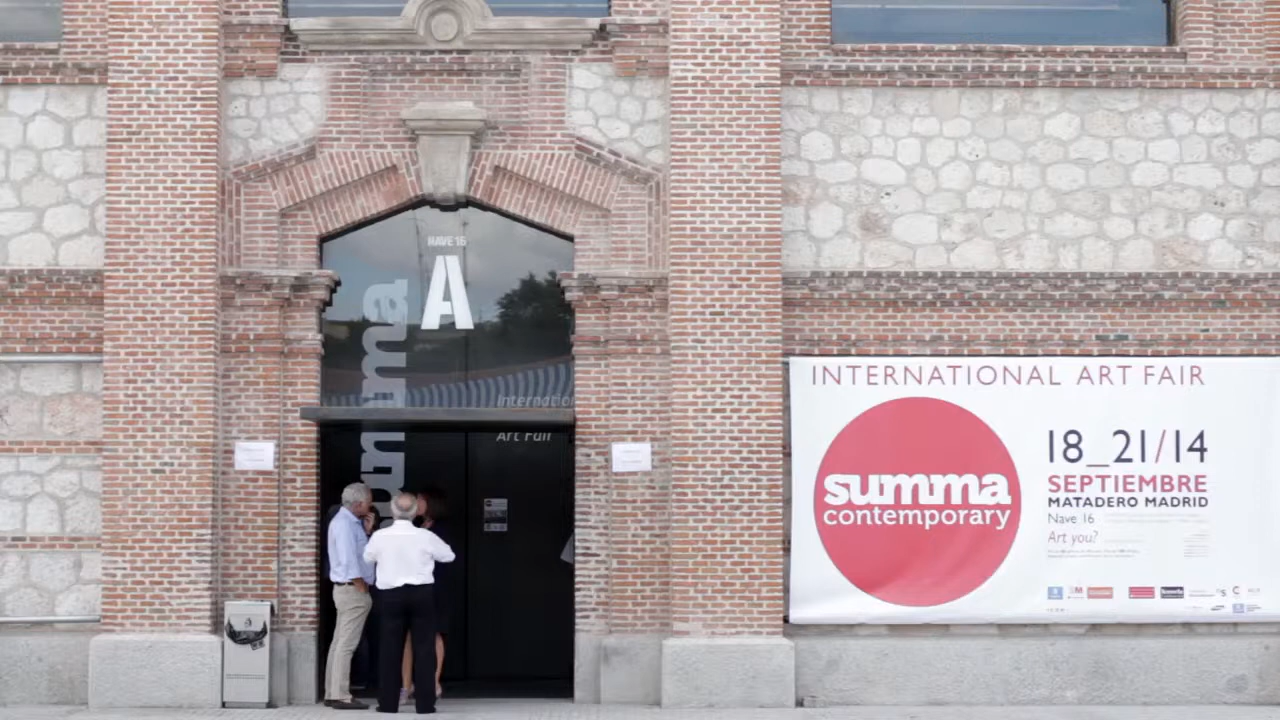 NAVE 16
A
summa
International
Art Fair
INTERNATIONAL ART FAIR
summa
contemporary
18_21/14
SEPTIEMBRE
MATADERO MADRID
Nave 16
Art you?